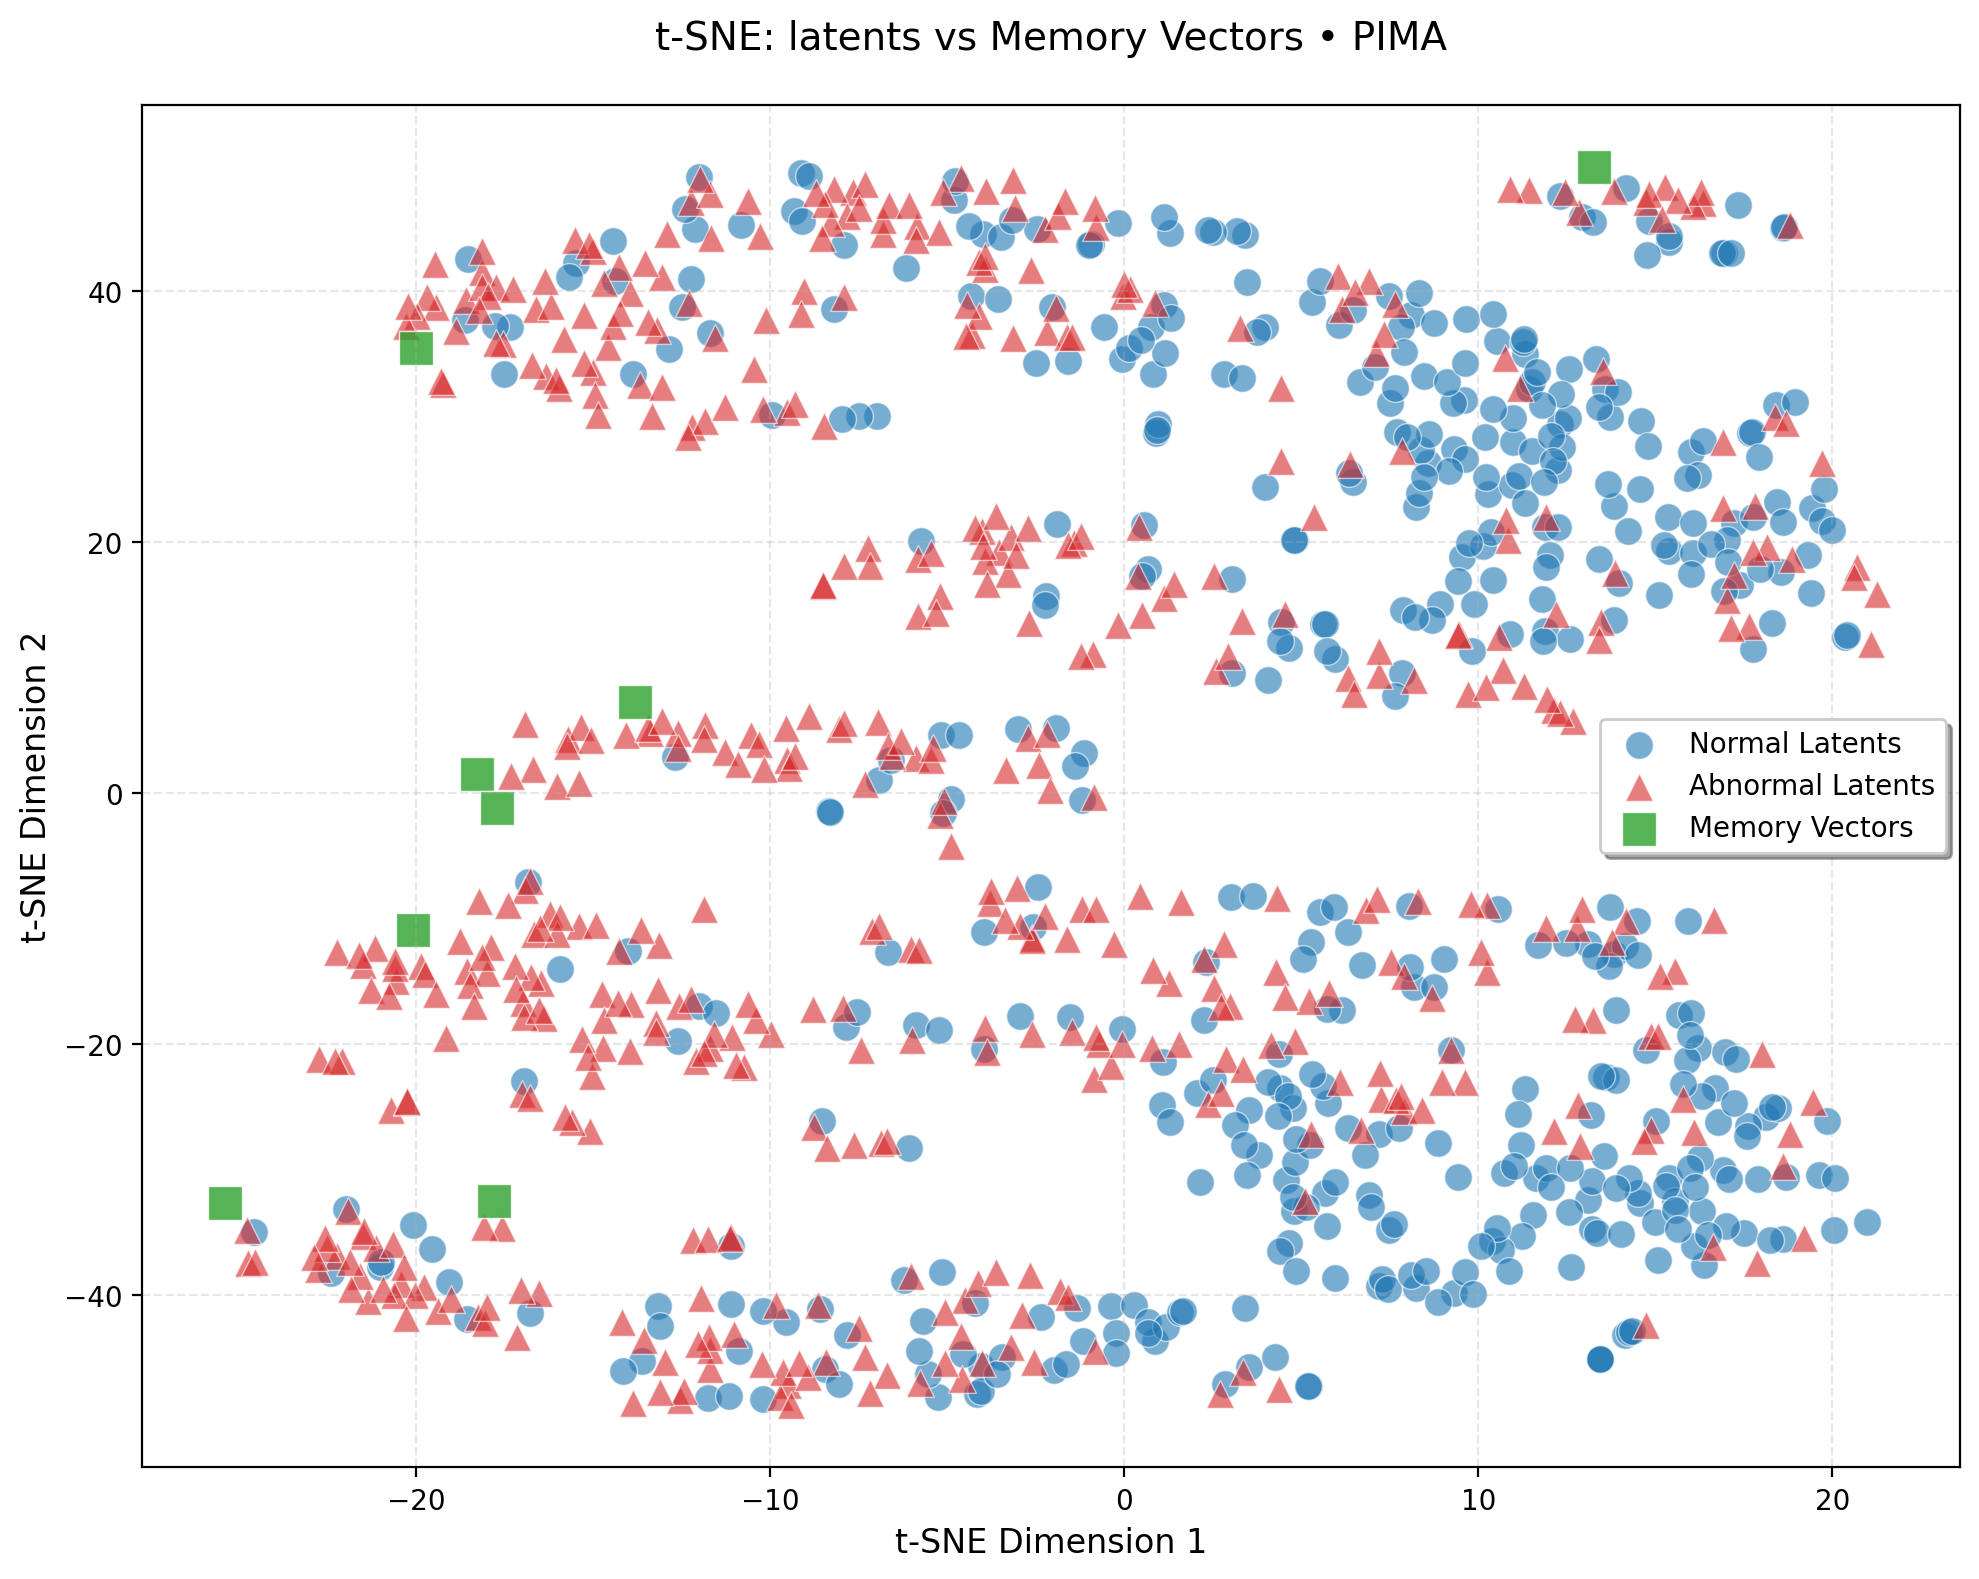 t-SNE: latents vs Memory Vectors • PIMA
t-SNE Dimension 2
40
20
0
−20
−40
Normal Latents
Abnormal Latents
Memory Vectors
−20
−10
0
10
20
t-SNE Dimension 1